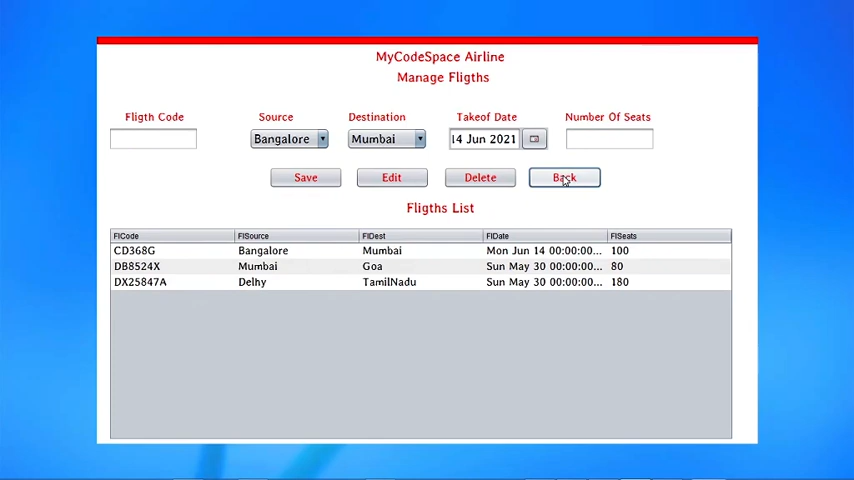 MyCodeSpace Airline
Manage Fligths
Fligth Code Source Destination Takeof Date Number Of Seats
Bangalore Mumbai 14 Jun 2021
Save Edit Delete Back
Fligths List
FlCode FlSource FlDest FlDate FlSeats
CD368G Bangalore Mumbai Mon Jun 14 00:00:00... 100
DB8524X Mumbai Goa Sun May 30 00:00:00... 80
DX25847A Delhy TamilNadu Sun May 30 00:00:00... 180